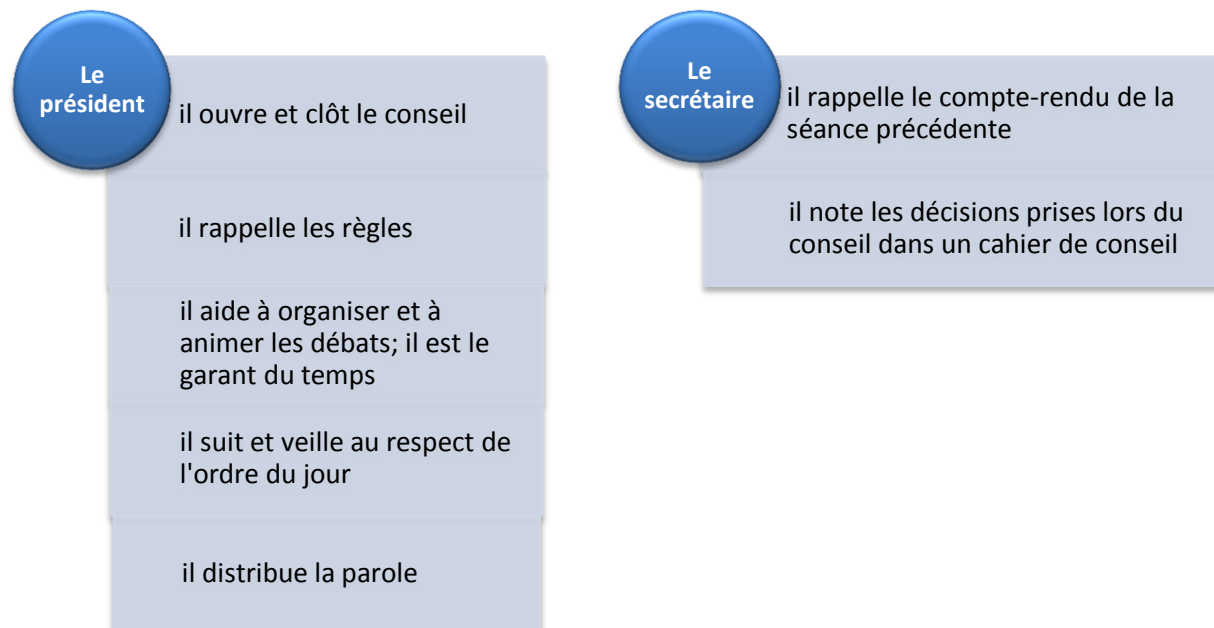 Le
président
il ouvre et clôt le conseil
il rappelle les règles
il aide à organiser et à
animer les débats; il est le
garant du temps
il suit et veille au respect de
l'ordre du jour
il distribue la parole
Le
secrétaire
il rappelle le compte-rendu de la
séance précédente
il note les décisions prises lors du
conseil dans un cahier de conseil